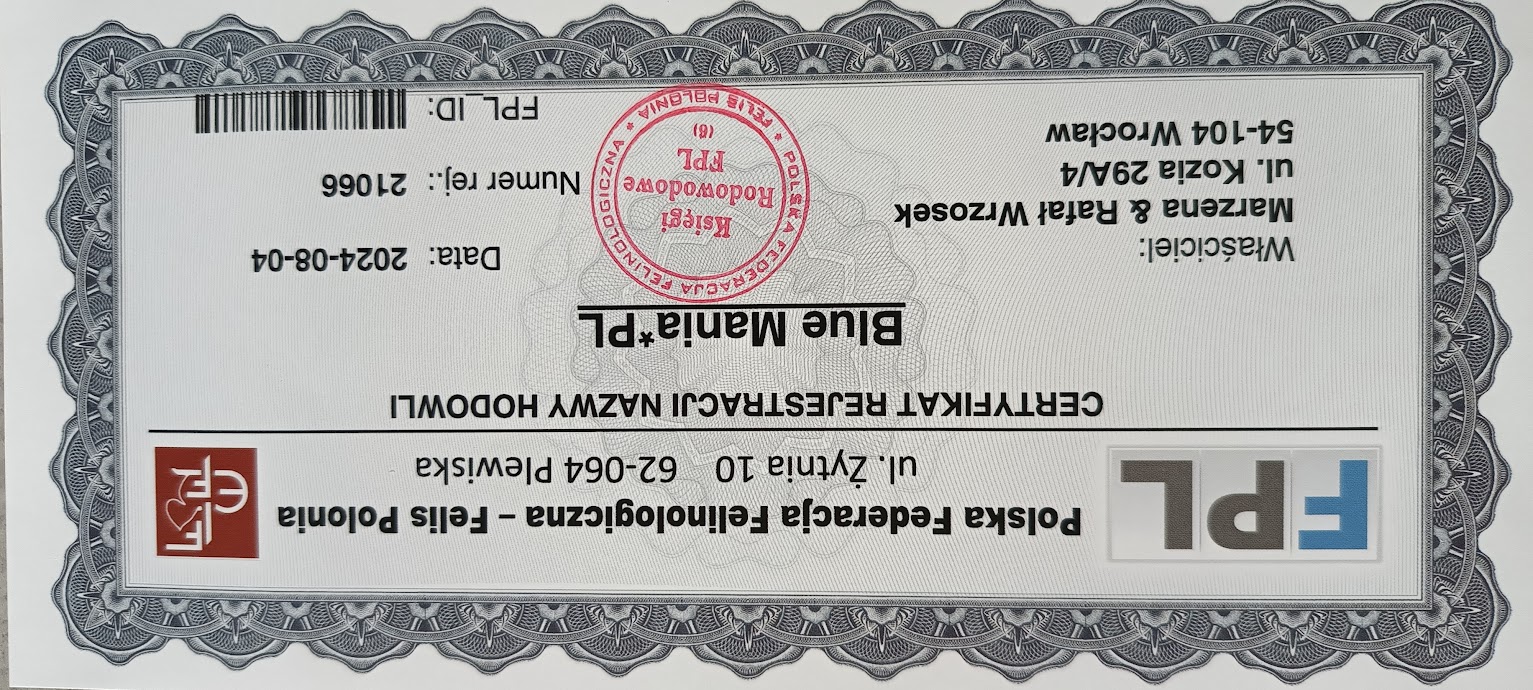 FPL
Polska Federacja Felinologiczna – Felis Polonia
ul. Żytnia 10 62-064 Plewiska
FIFE
CERTYFIKAT REJESTRACJI NAZWY HODOWLI
Blue Mania*PL
Właściciel:
Marzena & Rafał Wrzosek
ul. Kozia 29A/4
54-104 Wrocław
Data: 2024-08-04
Numer rej.: 21066
FPL_ID:
POLSKA FEDERACJA FELINOLOGICZNA * FELIS POLONIA *
Księgi
Rodowodowe
FPL
(6)